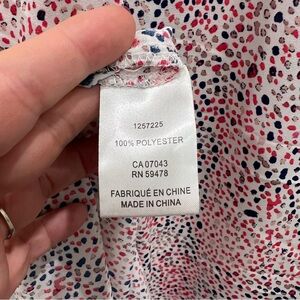 1257225
100% POLYESTER
CA 07043
RN 59478
FABRIQUÉ EN CHINE
MADE IN CHINA